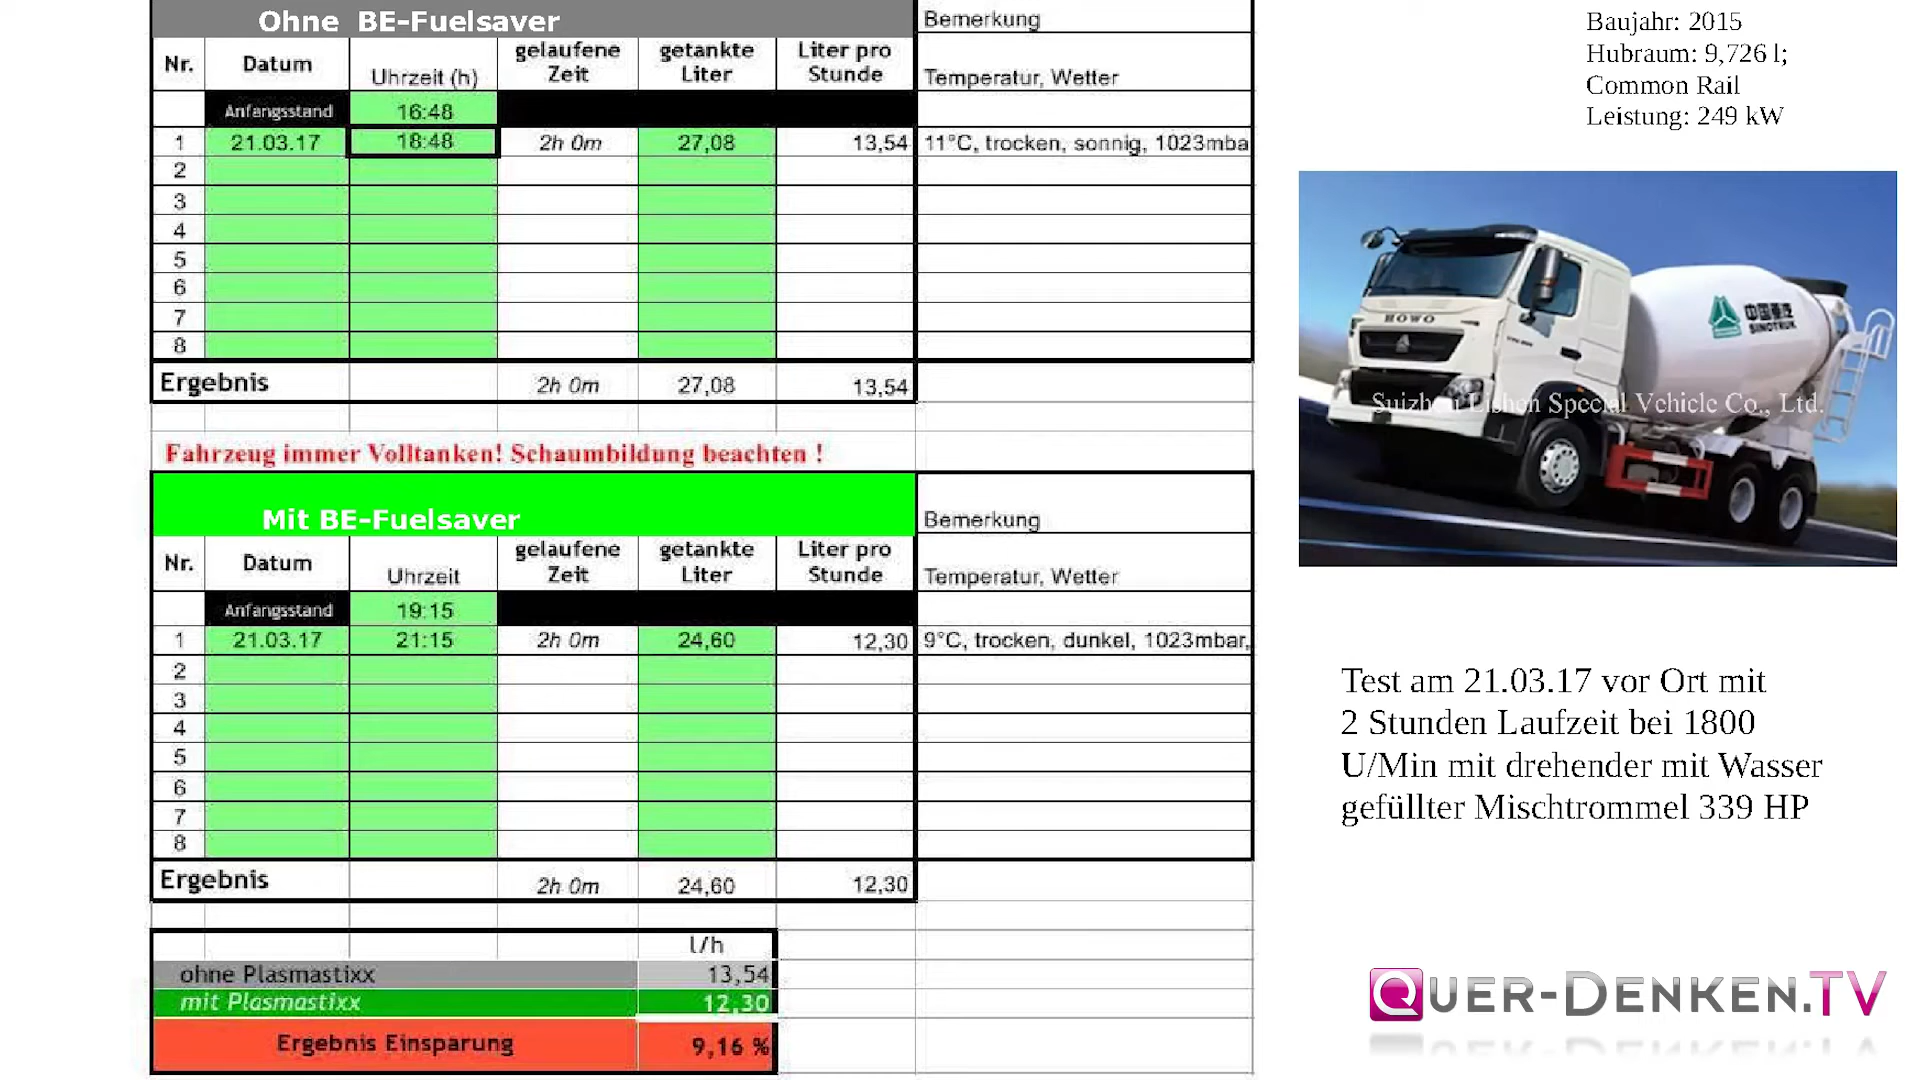 Ohne BE-Fuelsaver
Bemerkung
Nr. Datum Uhrzeit (h) gelaufene Zeit getankte Liter Liter pro Stunde Temperatur, Wetter
Anfangsstand 16:48
1 21.03.17 18:48 2h 0m 27,08 13,54 11°C, trocken, sonnig, 1023mba
2
3
4
5
6
7
8
Ergebnis 2h 0m 27,08 13,54
Fahrzeug immer Volltanken! Schaumbildung beachten !
Mit BE-Fuelsaver
Bemerkung
Nr. Datum Uhrzeit gelaufene Zeit getankte Liter Liter pro Stunde Temperatur, Wetter
Anfangsstand 19:15
1 21.03.17 21:15 2h 0m 24,60 12,30 9°C, trocken, dunkel, 1023mbar,
2
3
4
5
6
7
8
Ergebnis 2h 0m 24,60 12,30
l/h
ohne Plasmastixx 13,54
mit Plasmastixx 12,30
Ergebnis Einsparung 9,16 %
Baujahr: 2015
Hubraum: 9,726 l;
Common Rail
Leistung: 249 kW
HOWO
中国重汽
SINOTRUK
Suizhou Lishen Special Vehicle Co., Ltd.
Test am 21.03.17 vor Ort mit
2 Stunden Laufzeit bei 1800
U/Min mit drehender mit Wasser
gefüllter Mischtrommel 339 HP
QUER-DENKEN.TV